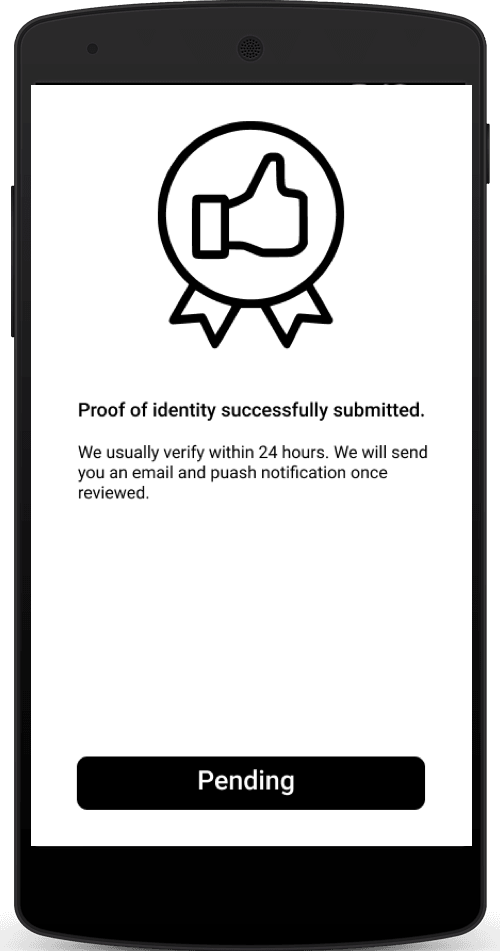 Proof of identity successfully submitted.
We usually verify within 24 hours. We will send
you an email and puash notification once
reviewed.
Pending